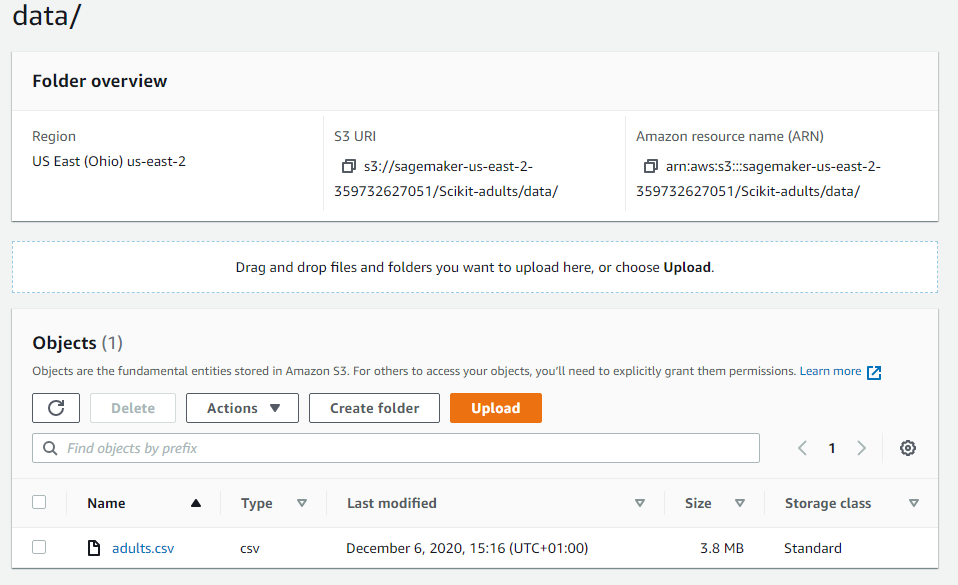 data/
Folder overview
Region
US East (Ohio) us-east-2
S3 URI
s3://sagemaker-us-east-2-
359732627051/Scikit-adults/data/
Amazon resource name (ARN)
arn:aws:s3:::sagemaker-us-east-2-
359732627051/Scikit-adults/data/
Drag and drop files and folders you want to upload here, or choose Upload.
Objects (1)
Objects are the fundamental entities stored in Amazon S3. For others to access your objects, you'll need to explicitly grant them permissions. Learn more
Delete Actions Create folder Upload
Find objects by prefix 1
Name Type Last modified Size Storage class
adults.csv csv December 6, 2020, 15:16 (UTC+01:00) 3.8 MB Standard